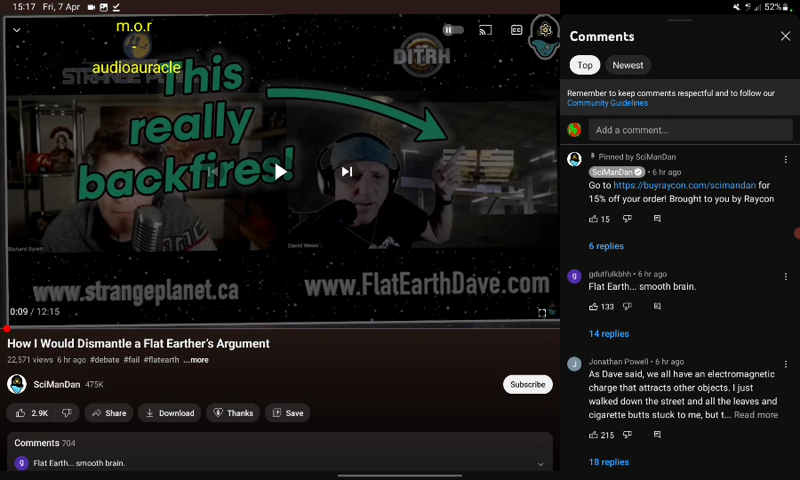 15:17 Fri, 7 Apr
52%
m.o.r
-
audioauracle
STRANGE P
DITRH
This
really
backfires!
Richard Syrett
David Weiss
www.strangeplanet.ca
www.FlatEarthDave.com
0:09 / 12:15
How I Would Dismantle a Flat Earther's Argument
22,571 views 6 hr ago #debate #fail #flatearth ...more
SciManDan 475K
Subscribe
2.9K
Share
Download
Thanks
Save
Comments 704
g
Flat Earth... smooth brain.
Comments
Top
Newest
Remember to keep comments respectful and to follow our
Community Guidelines
Add a comment...
Pinned by SciManDan
SciManDan • 6 hr ago
Go to https://buyraycon.com/scimandan for
15% off your order! Brought to you by Raycon
15
6 replies
g
gdutfulkbhh • 6 hr ago
Flat Earth... smooth brain.
133
14 replies
J
Jonathan Powell • 6 hr ago
As Dave said, we all have an electromagnetic
charge that attracts other objects. I just
walked down the street and all the leaves and
cigarette butts stuck to me, but t... Read more
215
18 replies